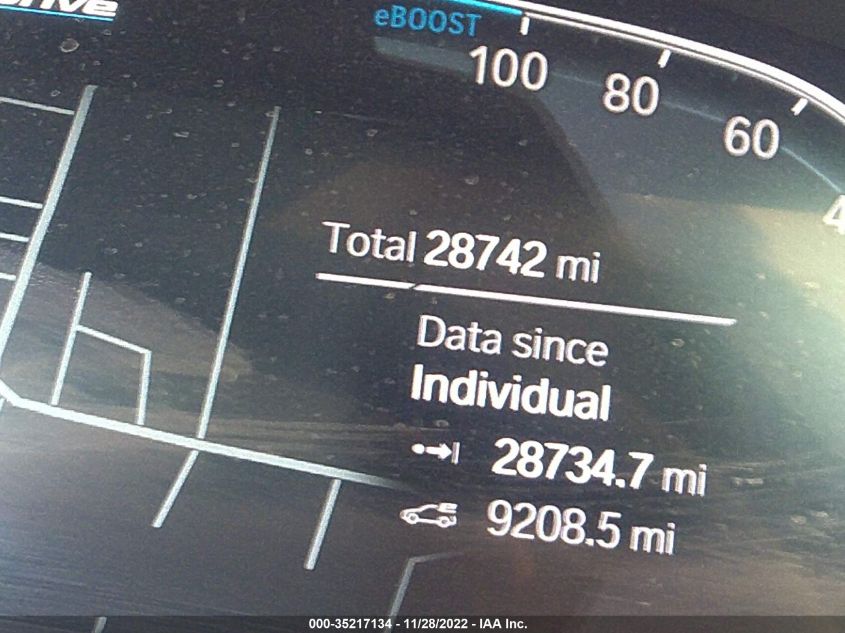 eBOOST
100
80
60
Total 28742 mi
Data since
Individual
28734.7 mi
9208.5 mi
000-35217134 - 11/28/2022 - IAA Inc.